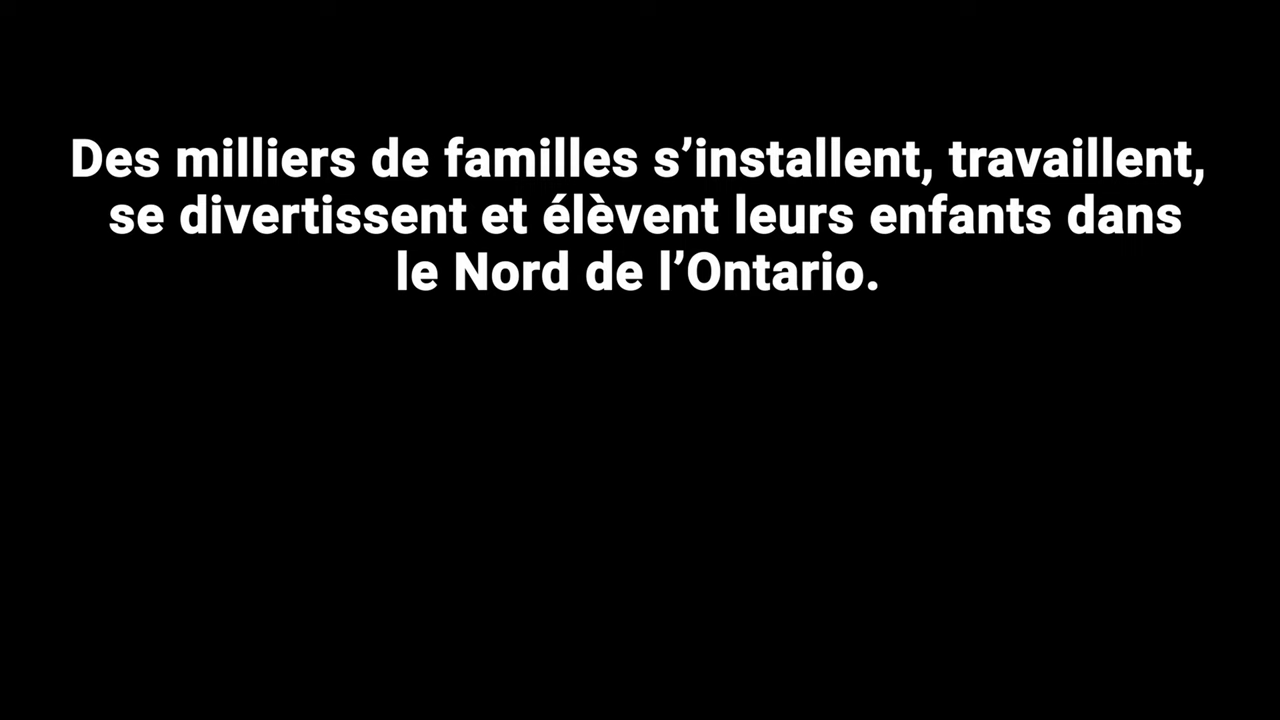 Des milliers de familles s’installent, travaillent,
se divertissent et élèvent leurs enfants dans
le Nord de l’Ontario.